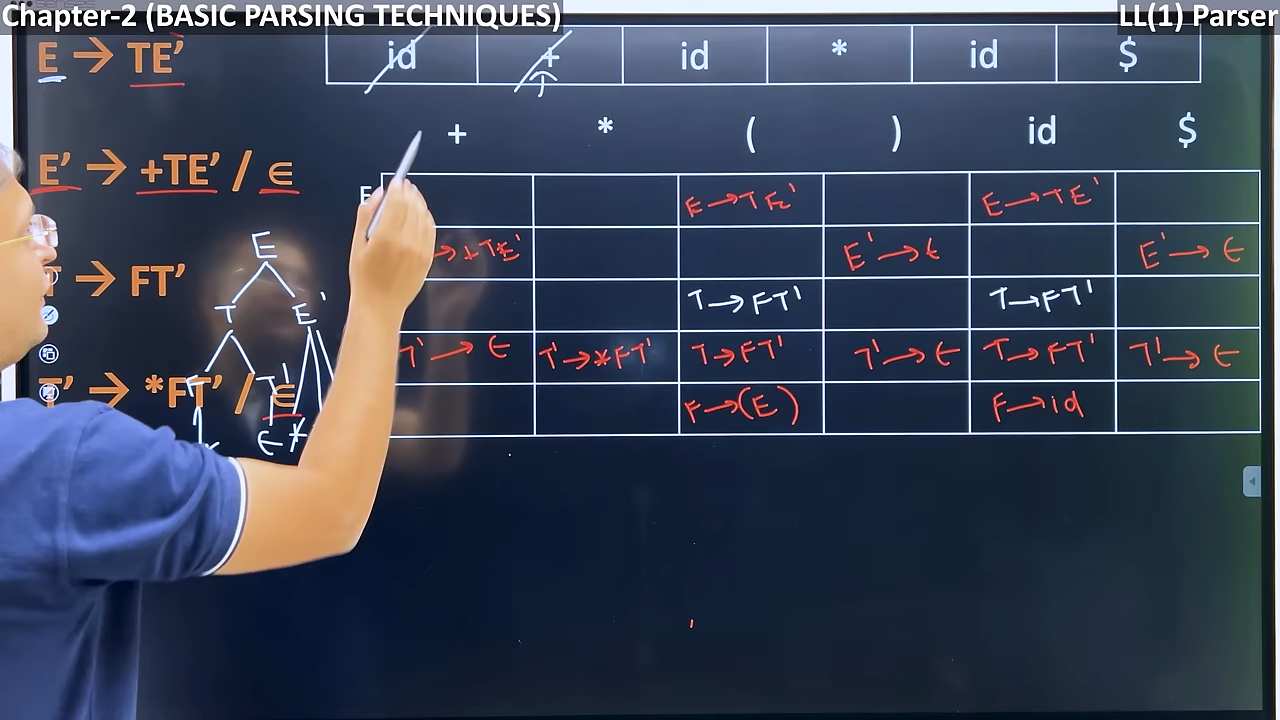 Chapter-2 (BASIC PARSING TECHNIQUES)
LL(1) Parser
E → TE’
id + id * id $
+ * ( ) id $
E’ → +TE’ / ∈
E
E→TE' E→TE'
→+TE' E'→ε E'→ε
→ FT’
T→FT' T→FT'
T'→ε T'→*FT' T→FT' T'→ε T→FT' T'→ε
T’ → *FT’ / ∈
F→(E) F→id
E
T E'
T'
ε *